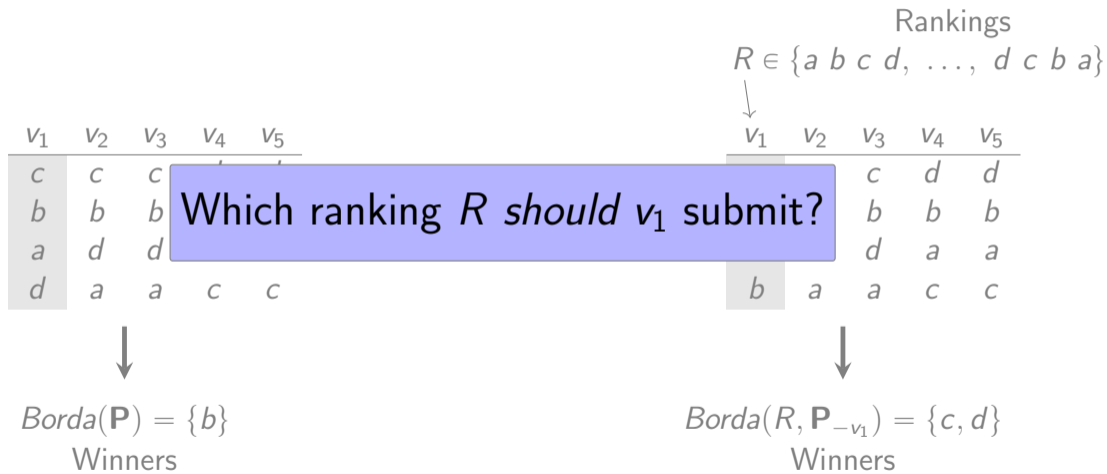 Rankings
R ∈ {a b c d, ..., d c b a}
v₁ v₂ v₃ v₄ v₅ v₁ v₂ v₃ v₄ v₅
c c c c d d
b b b b b b
Which ranking R should v₁ submit?
a d d d a a
d a a c c b a a c c
Borda(P) = {b} Borda(R, P₋ᵥ₁) = {c, d}
Winners Winners